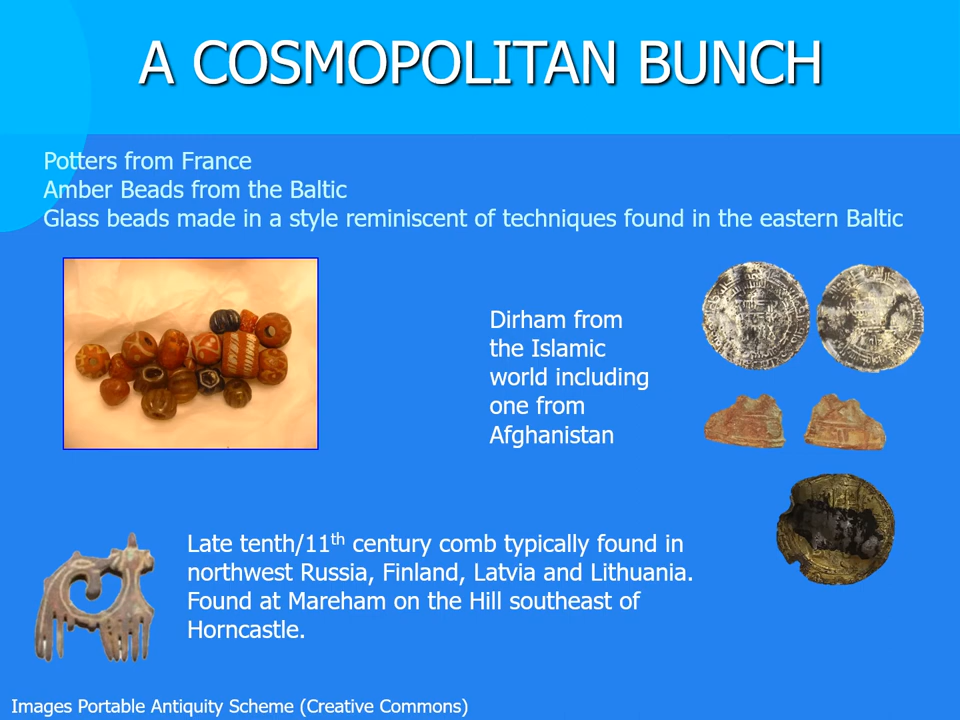 A COSMOPOLITAN BUNCH
Potters from France
Amber Beads from the Baltic
Glass beads made in a style reminiscent of techniques found in the eastern Baltic
Dirham from
the Islamic
world including
one from
Afghanistan
Late tenth/11th century comb typically found in
northwest Russia, Finland, Latvia and Lithuania.
Found at Mareham on the Hill southeast of
Horncastle.
Images Portable Antiquity Scheme (Creative Commons)